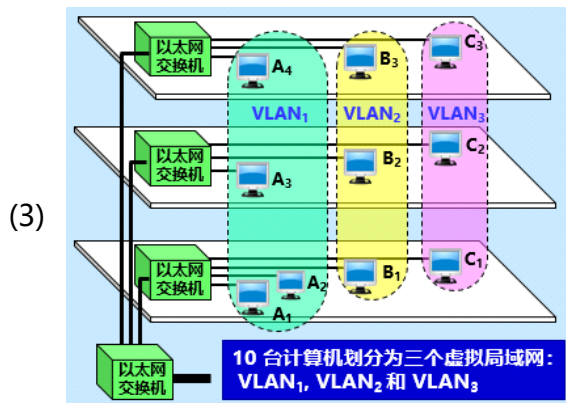 (3)
以太网
交换机
A₄
B₃
C₃
VLAN₁
VLAN₂
VLAN₃
以太网
交换机
A₃
B₂
C₂
以太网
交换机
A₁
A₂
B₁
C₁
以太网
交换机
10 台计算机划分为三个虚拟局域网：
VLAN₁, VLAN₂ 和 VLAN₃